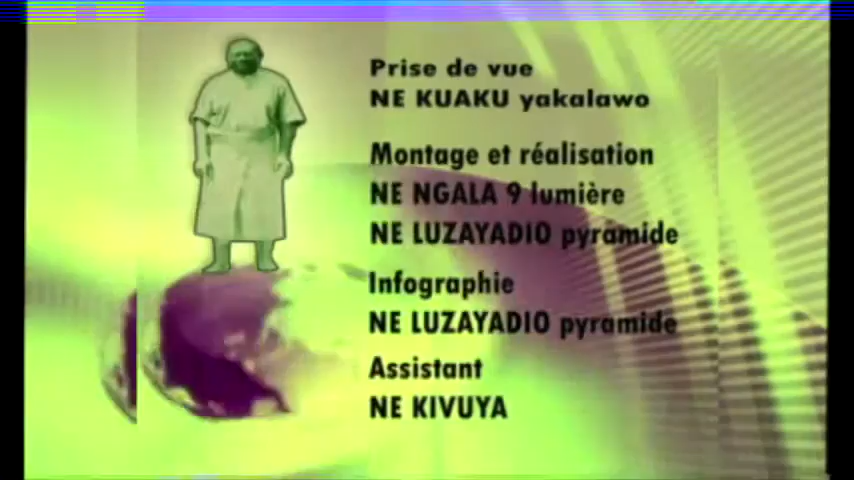 Prise de vue
NE KUAKU yakalawo
Montage et réalisation
NE NGALA 9 lumière
NE LUZAYADIO pyramide
Infographie
NE LUZAYADIO pyramide
Assistant
NE KIVUYA